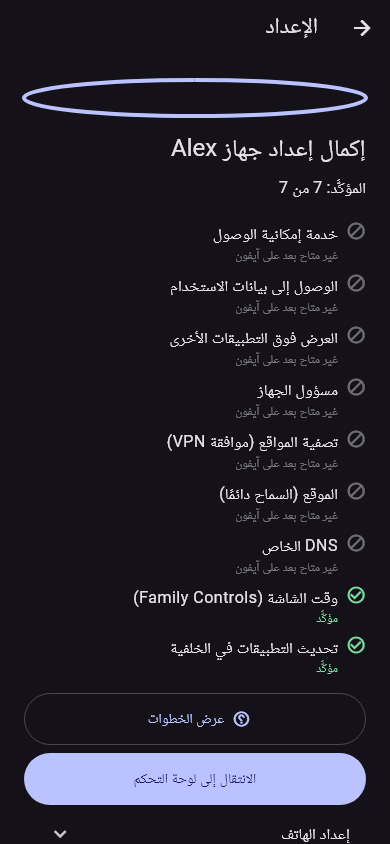 الإعداد
إكمال إعداد جهاز Alex
المؤكَّد: 7 من 7
خدمة إمكانية الوصول
غير متاح بعد على آيفون
الوصول إلى بيانات الاستخدام
غير متاح بعد على آيفون
العرض فوق التطبيقات الأخرى
غير متاح بعد على آيفون
مسؤول الجهاز
غير متاح بعد على آيفون
تصفية المواقع (موافقة VPN)
غير متاح بعد على آيفون
الموقع (السماح دائمًا)
غير متاح بعد على آيفون
DNS الخاص
غير متاح بعد على آيفون
وقت الشاشة (Family Controls)
مؤكَّد
تحديث التطبيقات في الخلفية
مؤكَّد
عرض الخطوات
الانتقال إلى لوحة التحكم
إعداد الهاتف